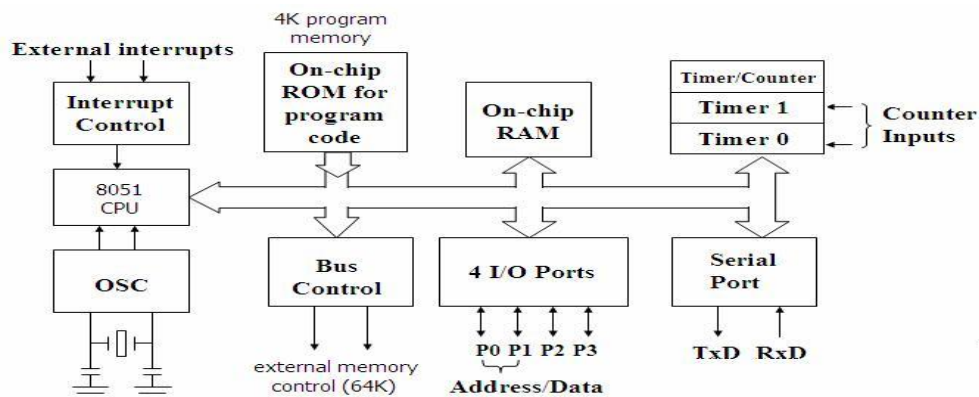 4K program
memory
External interrupts
Interrupt
Control
On-chip
ROM for
program
code
On-chip
RAM
Timer/Counter
Timer 1
Timer 0
Counter
Inputs
8051
CPU
OSC
Bus
Control
4 I/O Ports
Serial
Port
external memory
control (64K)
P0 P1 P2 P3
Address/Data
TxD RxD